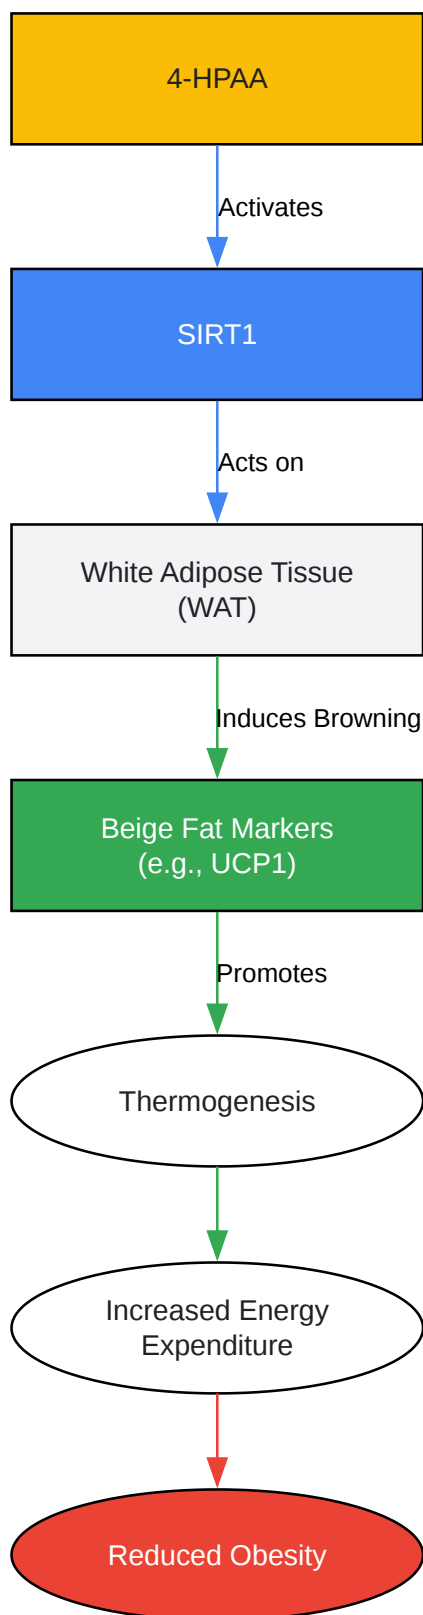 4-HPAA
Activates
SIRT1
Acts on
White Adipose Tissue
(WAT)
Induces Browning
Beige Fat Markers
(e.g., UCP1)
Promotes
Thermogenesis
Increased Energy
Expenditure
Reduced Obesity